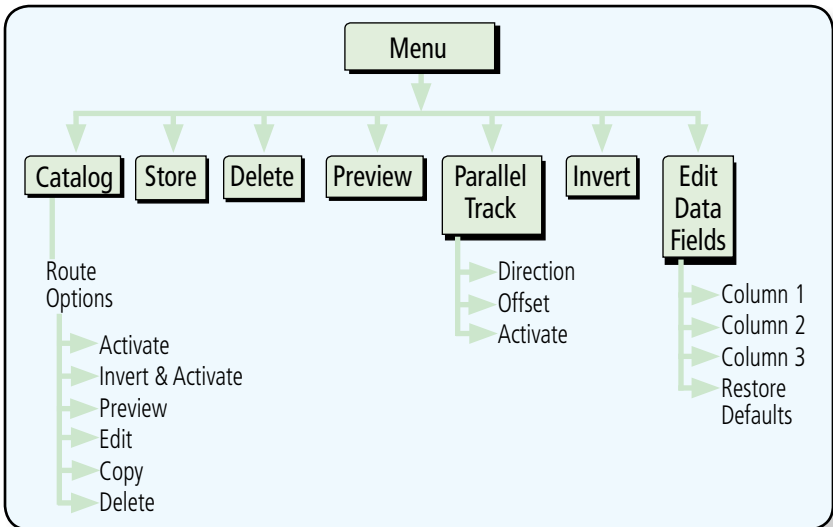 Menu
Catalog
Store
Delete
Preview
Parallel
Track
Invert
Edit
Data
Fields
Route
Options
Activate
Invert & Activate
Preview
Edit
Copy
Delete
Direction
Offset
Activate
Column 1
Column 2
Column 3
Restore
Defaults